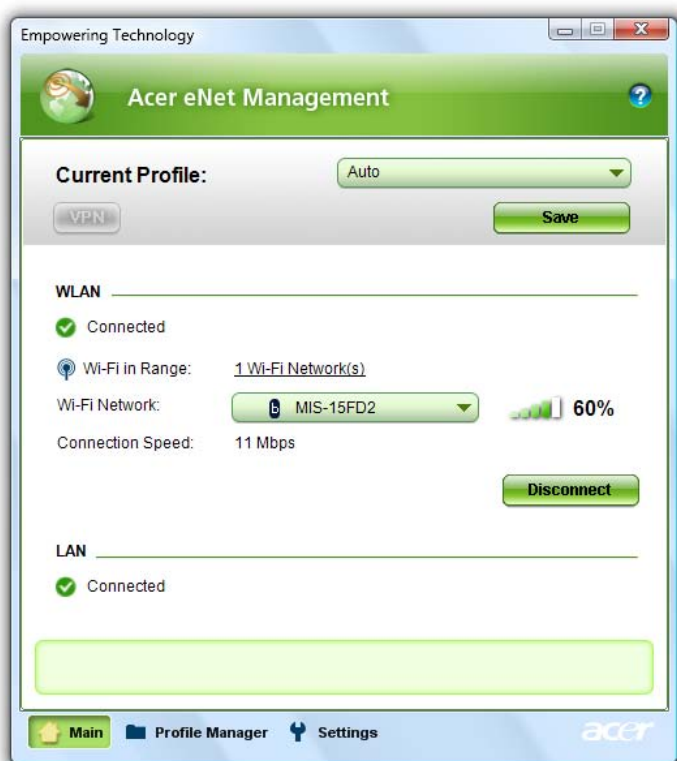 Empowering Technology
Acer eNet Management
Current Profile: Auto
VPN Save
WLAN
Connected
Wi-Fi in Range: 1 Wi-Fi Network(s)
Wi-Fi Network: b MIS-15FD2 60%
Connection Speed: 11 Mbps
Disconnect
LAN
Connected
Main Profile Manager Settings acer